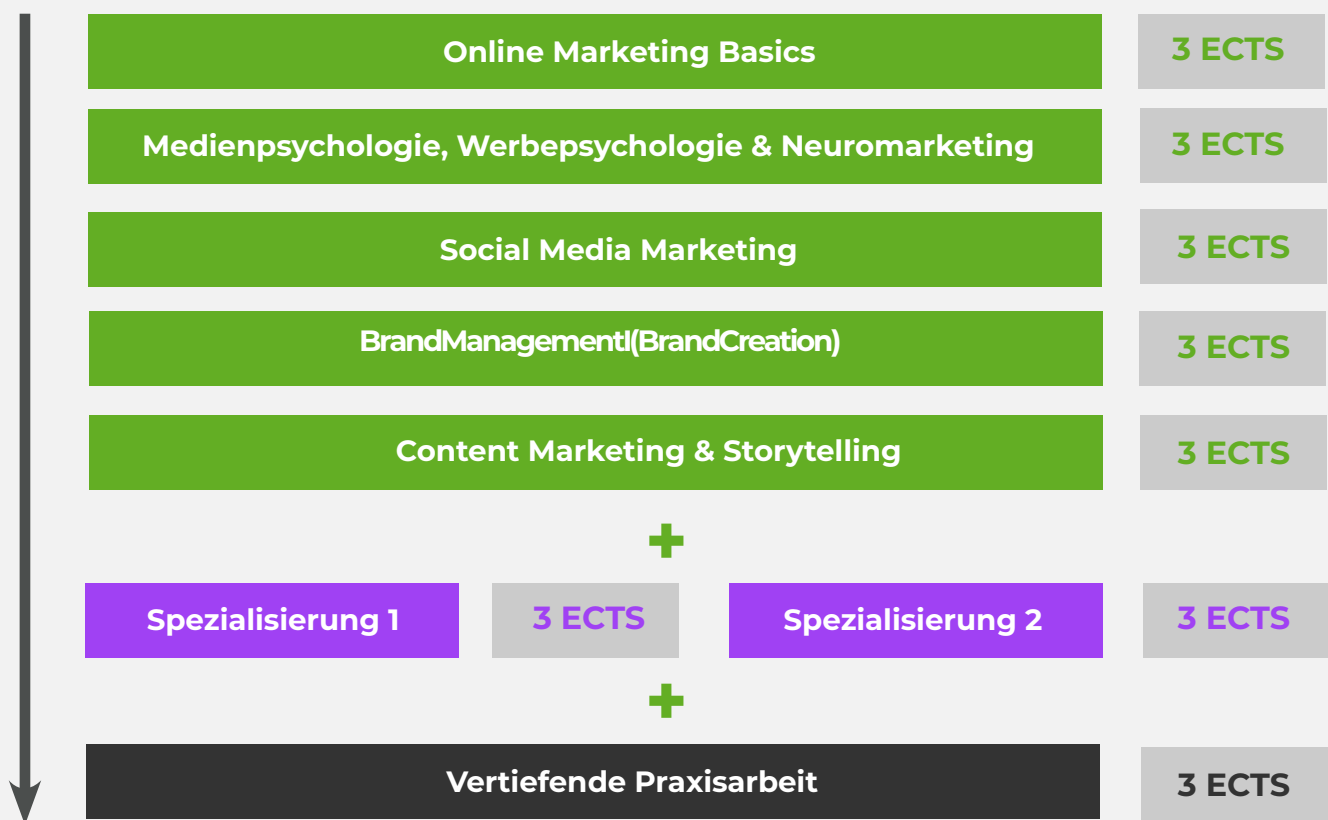 Online Marketing Basics
3 ECTS
Medienpsychologie, Werbepsychologie & Neuromarketing
3 ECTS
Social Media Marketing
3 ECTS
BrandManagementI(BrandCreation)
3 ECTS
Content Marketing & Storytelling
3 ECTS
Spezialisierung 1
3 ECTS
Spezialisierung 2
3 ECTS
Vertiefende Praxisarbeit
3 ECTS